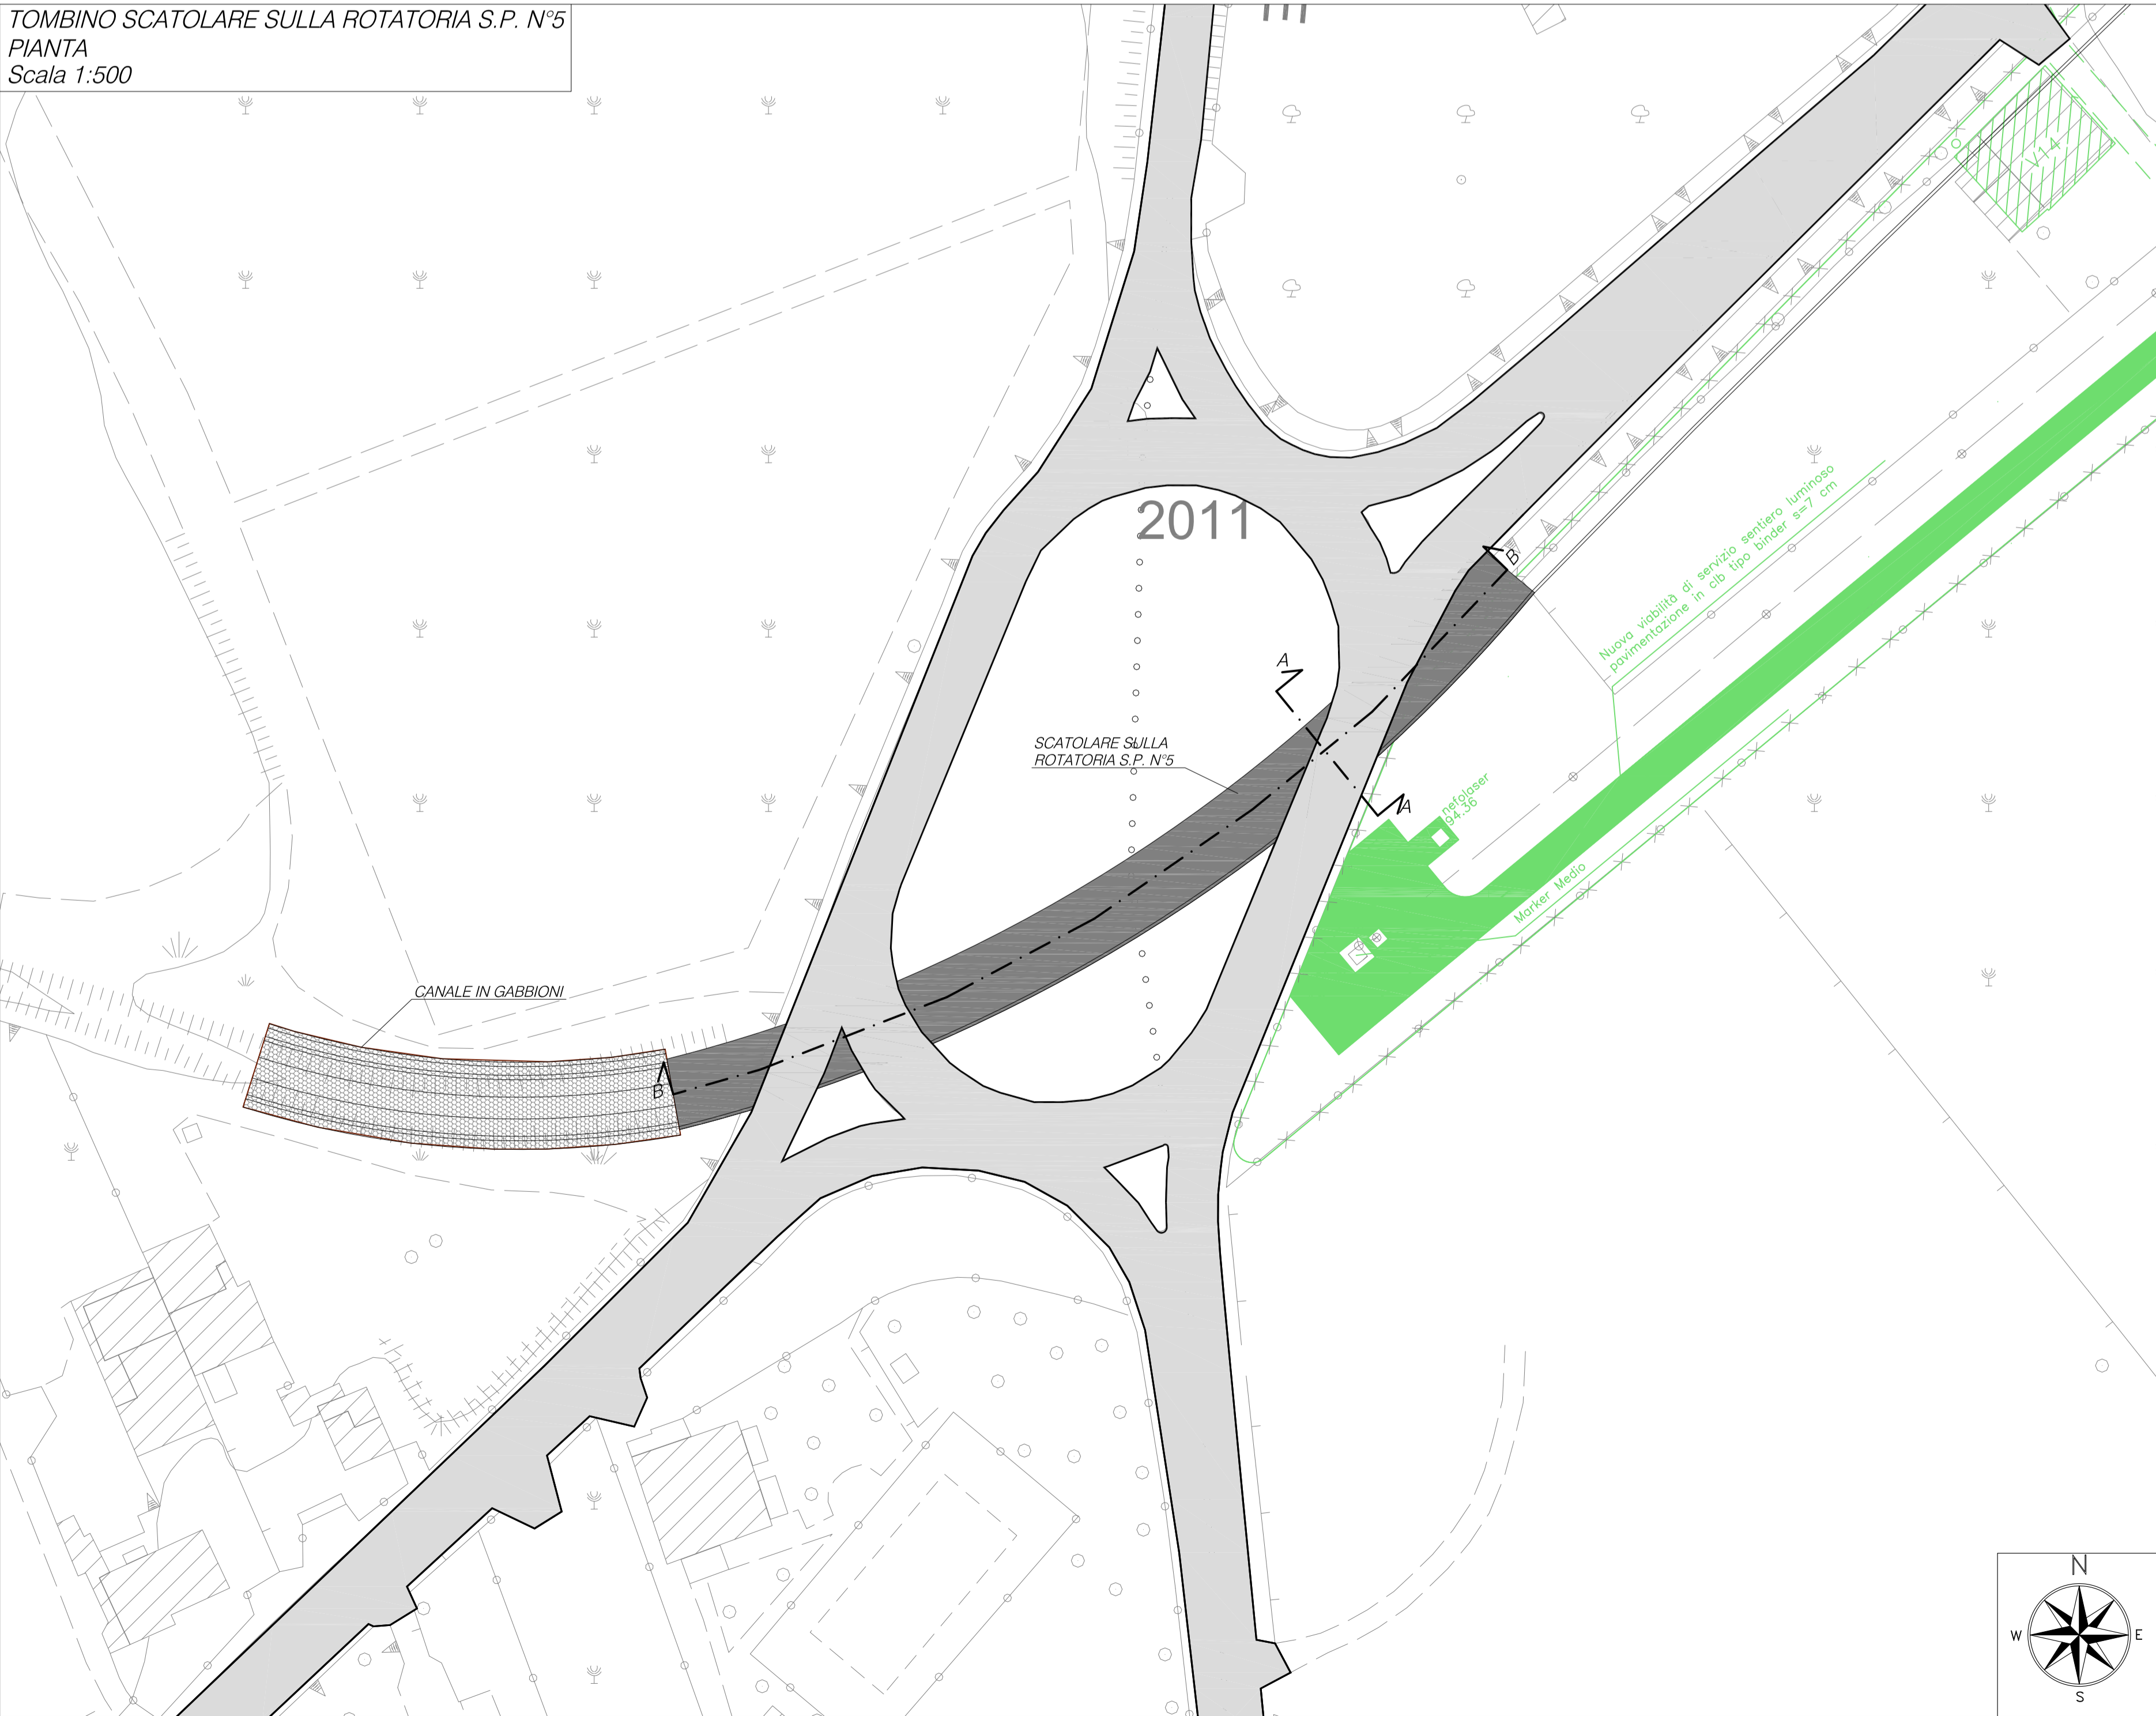 TOMBINO SCATOLARE SULLA ROTATORIA S.P. N°5
PIANTA
Scala 1:500
V14
2011
Nuova viabilità di servizio sentiero luminoso
pavimentazione in clb tipo binder s=7 cm
B
A
SCATOLARE SULLA
ROTATORIA S.P. N°5
A
nefolaser
94.36
Marker Medio
CANALE IN GABBIONI
B
N
W
E
S